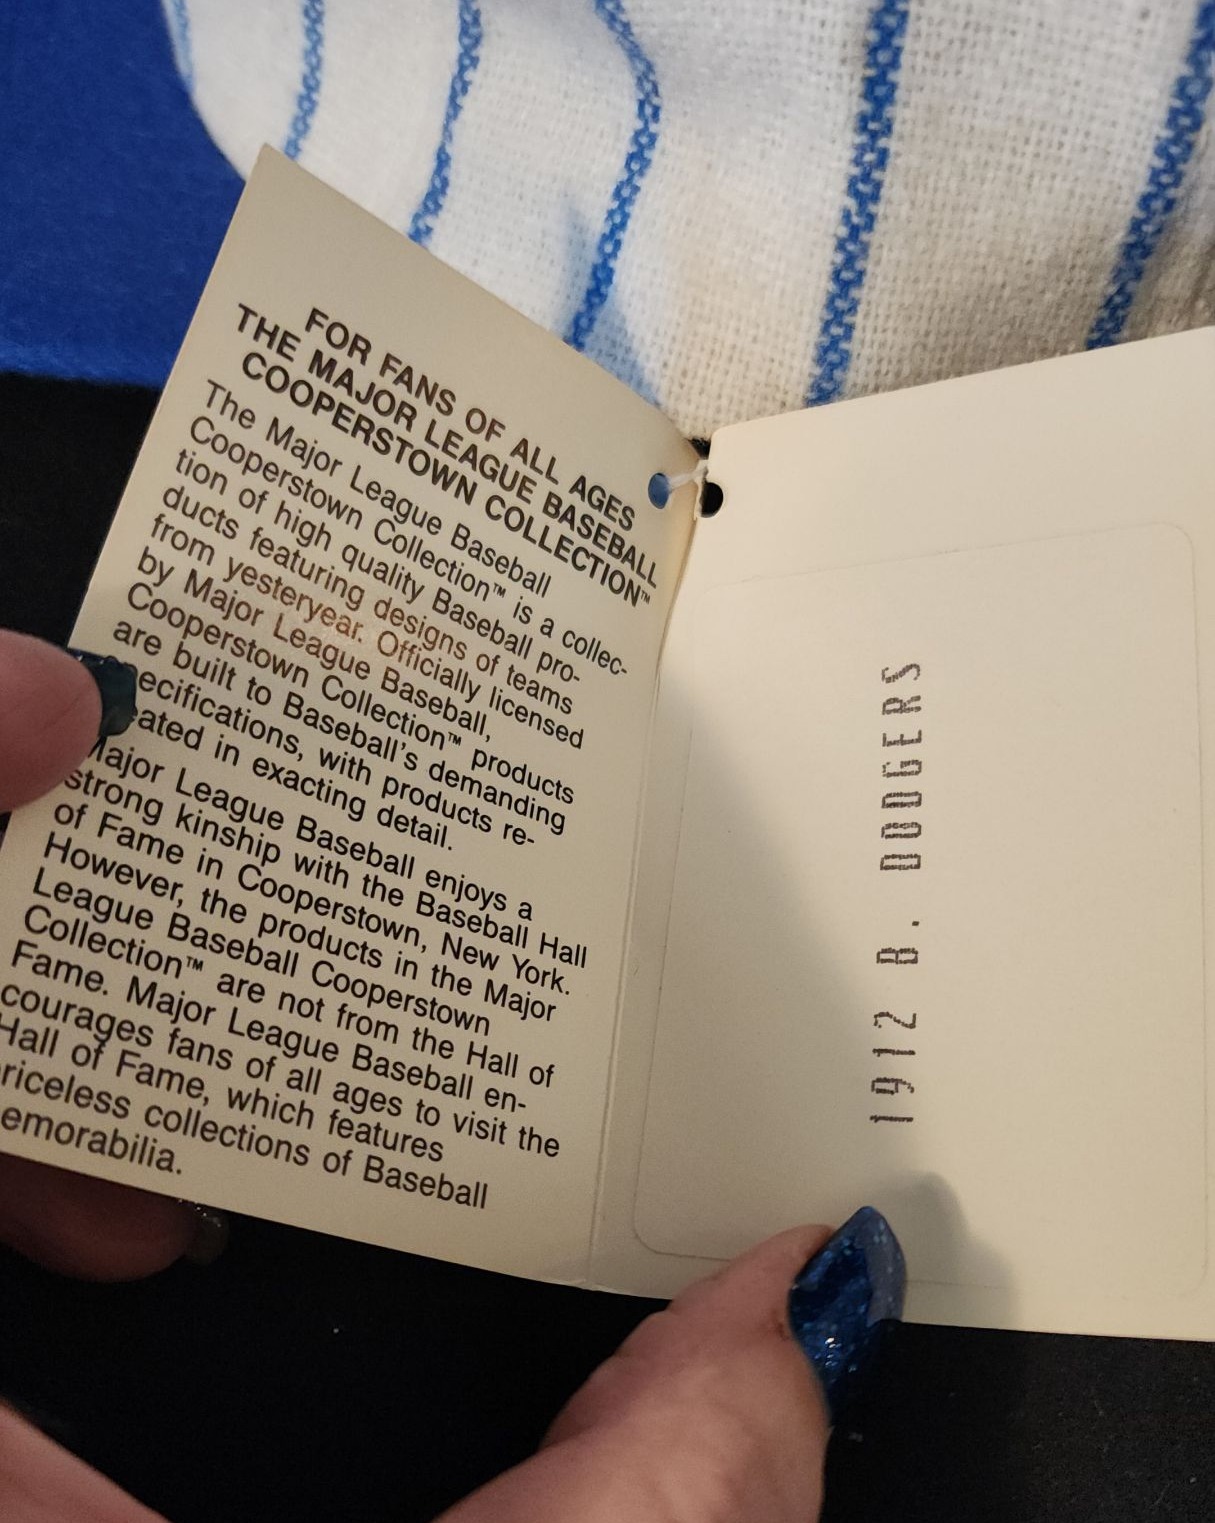 FOR FANS OF ALL AGES
THE MAJOR LEAGUE BASEBALL
COOPERSTOWN COLLECTION™
The Major League Baseball
Cooperstown Collection™ is a collec-
tion of high quality Baseball pro-
ducts featuring designs of teams
from yesteryear. Officially licensed
by Major League Baseball,
Cooperstown Collection™ products
are built to Baseball's demanding
pecifications, with products re-
eated in exacting detail.
Major League Baseball enjoys a
strong kinship with the Baseball Hall
of Fame in Cooperstown, New York.
However, the products in the Major
League Baseball Cooperstown
Collection™ are not from the Hall of
Fame. Major League Baseball en-
courages fans of all ages to visit the
Hall of Fame, which features
riceless collections of Baseball
emorabilia.
1912 B. DODGERS